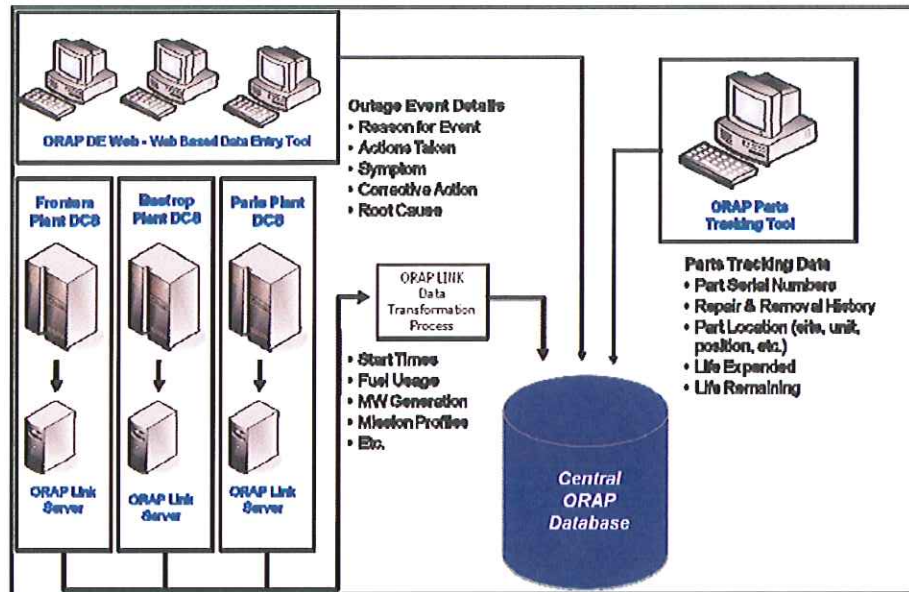 ORAP DE Web - Web Based Data Entry Tool
Outage Event Details
• Reason for Event
• Actions Taken
• Symptom
• Corrective Action
• Root Cause
ORAP Parts
Tracking Tool
Parts Tracking Data
• Part Serial Numbers
• Repair & Removal History
• Part Location (site, unit,
position, etc.)
• Life Expended
• Life Remaining
Frontera
Plant DCS
Bastrop
Plant DCS
Paris Plant
DCS
ORAP Link
Server
ORAP Link
Server
ORAP Link
Server
ORAP LINK
Data
Transformation
Process
• Start Times
• Fuel Usage
• MW Generation
• Mission Profiles
• Etc.
Central
ORAP
Database